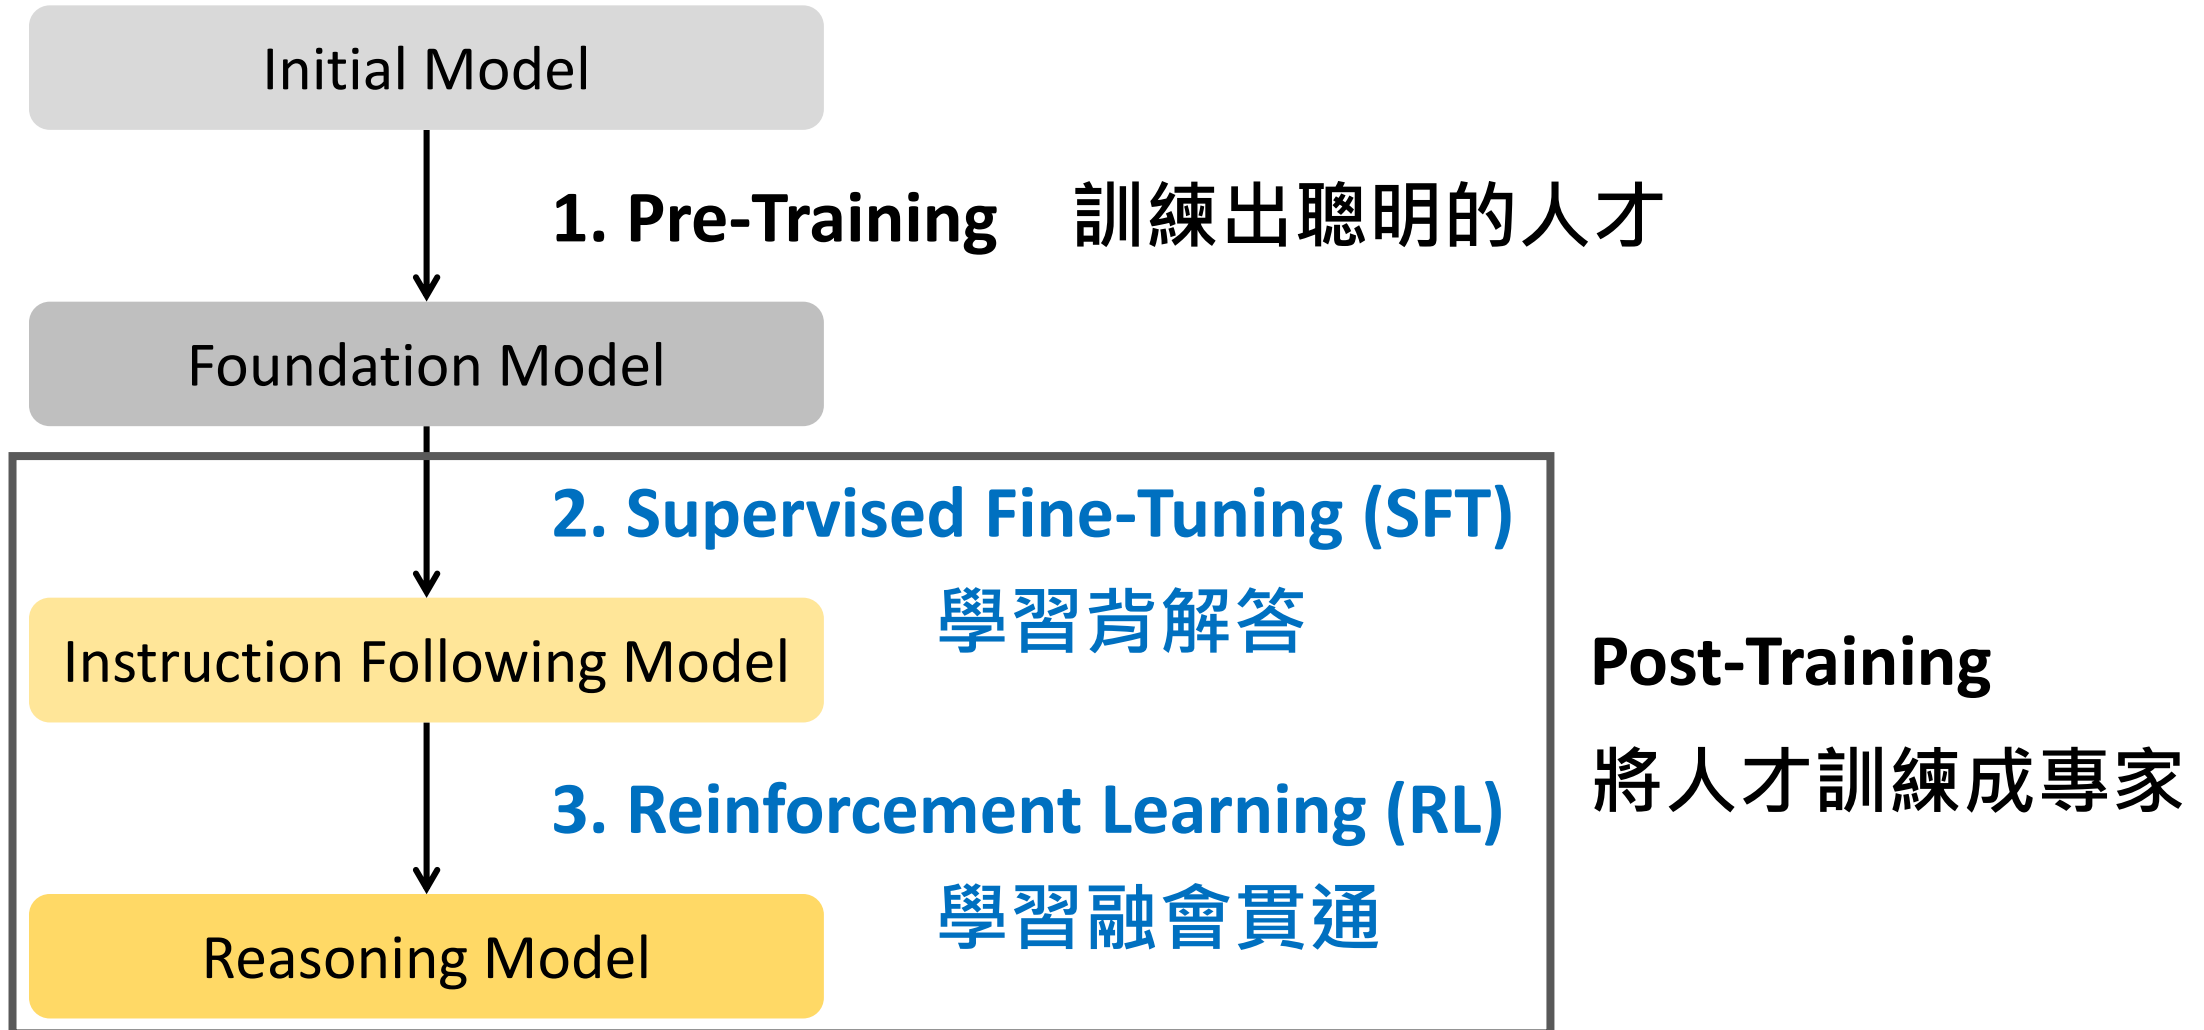 Initial Model
1. Pre-Training 訓練出聰明的人才
Foundation Model
2. Supervised Fine-Tuning (SFT)
學習背解答
Instruction Following Model
Post-Training
將人才訓練成專家
3. Reinforcement Learning (RL)
學習融會貫通
Reasoning Model